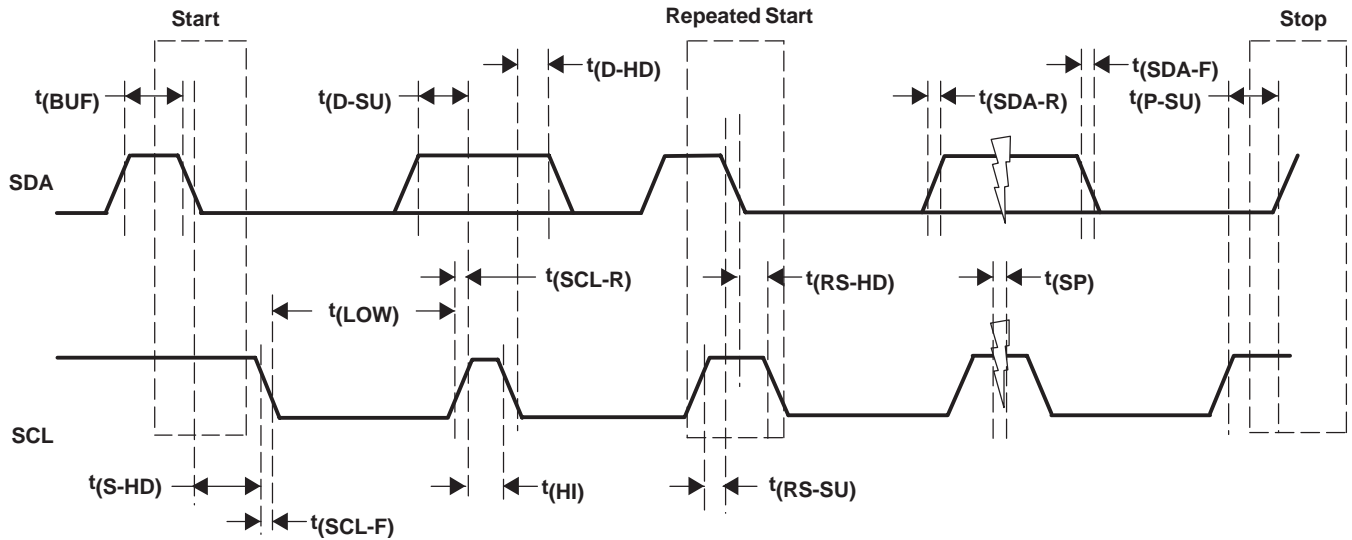 Start
Repeated Start
Stop
t(BUF)
t(D-SU)
t(D-HD)
t(SDA-R)
t(SDA-F)
t(P-SU)
SDA
t(SCL-R)
t(LOW)
t(RS-HD)
t(SP)
SCL
t(S-HD)
t(SCL-F)
t(HI)
t(RS-SU)